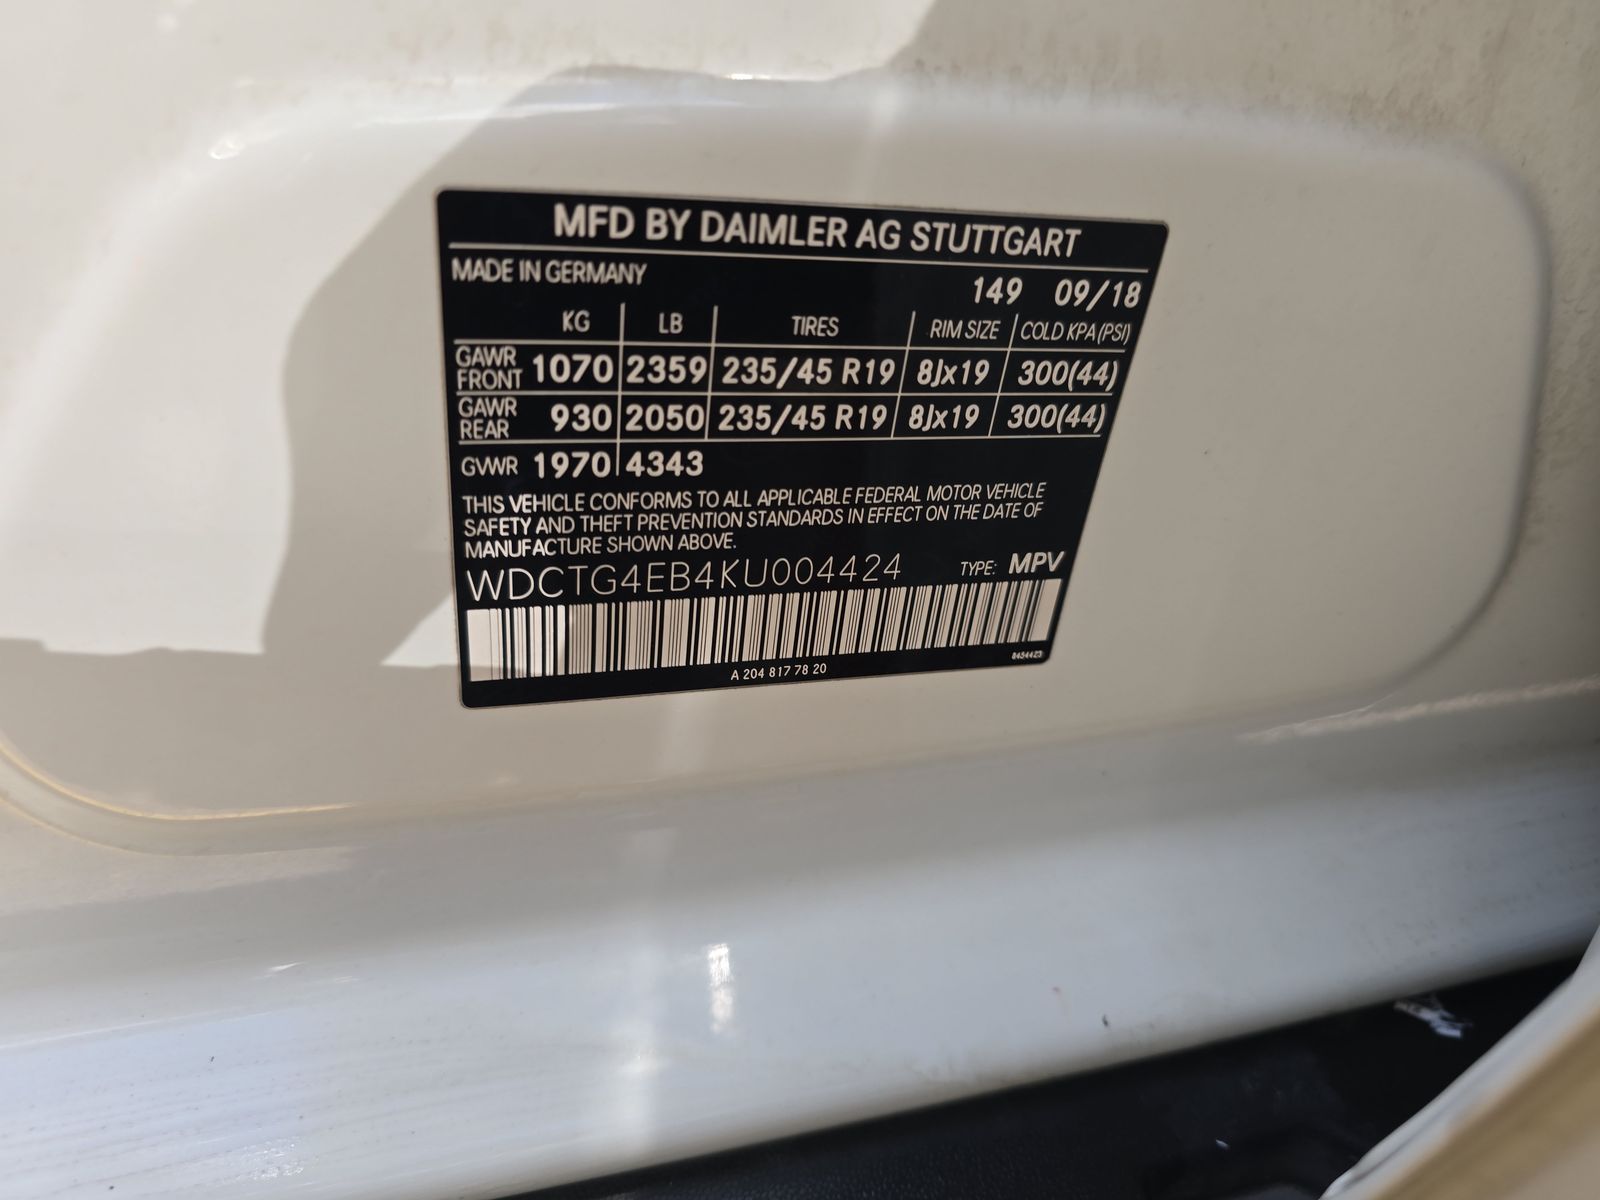 MFD BY DAIMLER AG STUTTGART
MADE IN GERMANY
149 09/18
KG LB TIRES RIM SIZE COLD KPA (PSI)
GAWR FRONT 1070 2359 235/45 R19 8Jx19 300(44)
GAWR REAR 930 2050 235/45 R19 8Jx19 300(44)
GVWR 1970 4343
THIS VEHICLE CONFORMS TO ALL APPLICABLE FEDERAL MOTOR VEHICLE
SAFETY AND THEFT PREVENTION STANDARDS IN EFFECT ON THE DATE OF
MANUFACTURE SHOWN ABOVE.
WDCTG4EB4KU004424 TYPE: MPV
A 204 817 78 20